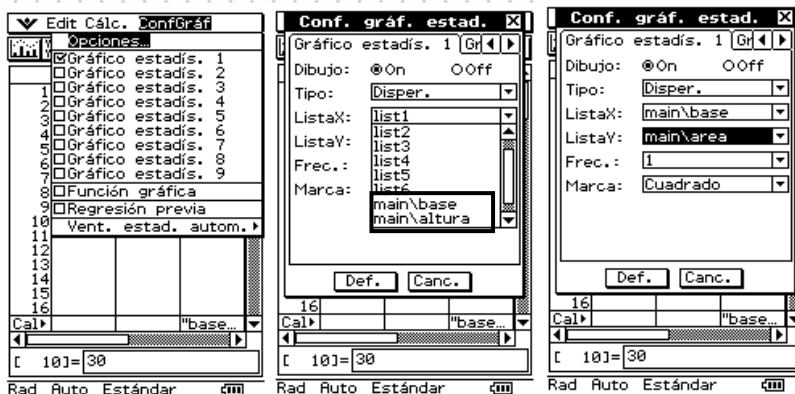 Edit Cálc. ConfGráf
Opciones...
Gráfico estadís. 1
Gráfico estadís. 2
Gráfico estadís. 3
Gráfico estadís. 4
Gráfico estadís. 5
Gráfico estadís. 6
Gráfico estadís. 7
Gráfico estadís. 8
Gráfico estadís. 9
Función gráfica
Regresión previa
Vent. estad. autom.
1
2
3
4
5
6
7
8
9
10
11
12
13
14
15
16
Cal "base...
[ 10]= 30
Rad Auto Estándar
Conf. gráf. estad. X
Gráfico estadís. 1 Gr
Dibujo: On Off
Tipo: Disper.
ListaX: list1
list2
ListaY: list3
list4
Frec.: list5
Marca: list6
main\base
main\altura
Def. Canc.
16
Cal "base...
[ 10]= 30
Rad Auto Estándar
Conf. gráf. estad. X
Gráfico estadís. 1 Gr
Dibujo: On Off
Tipo: Disper.
ListaX: main\base
ListaY: main\area
Frec.: 1
Marca: Cuadrado
Def. Canc.
16
Cal "base...
[ 10]= 30
Rad Auto Estándar